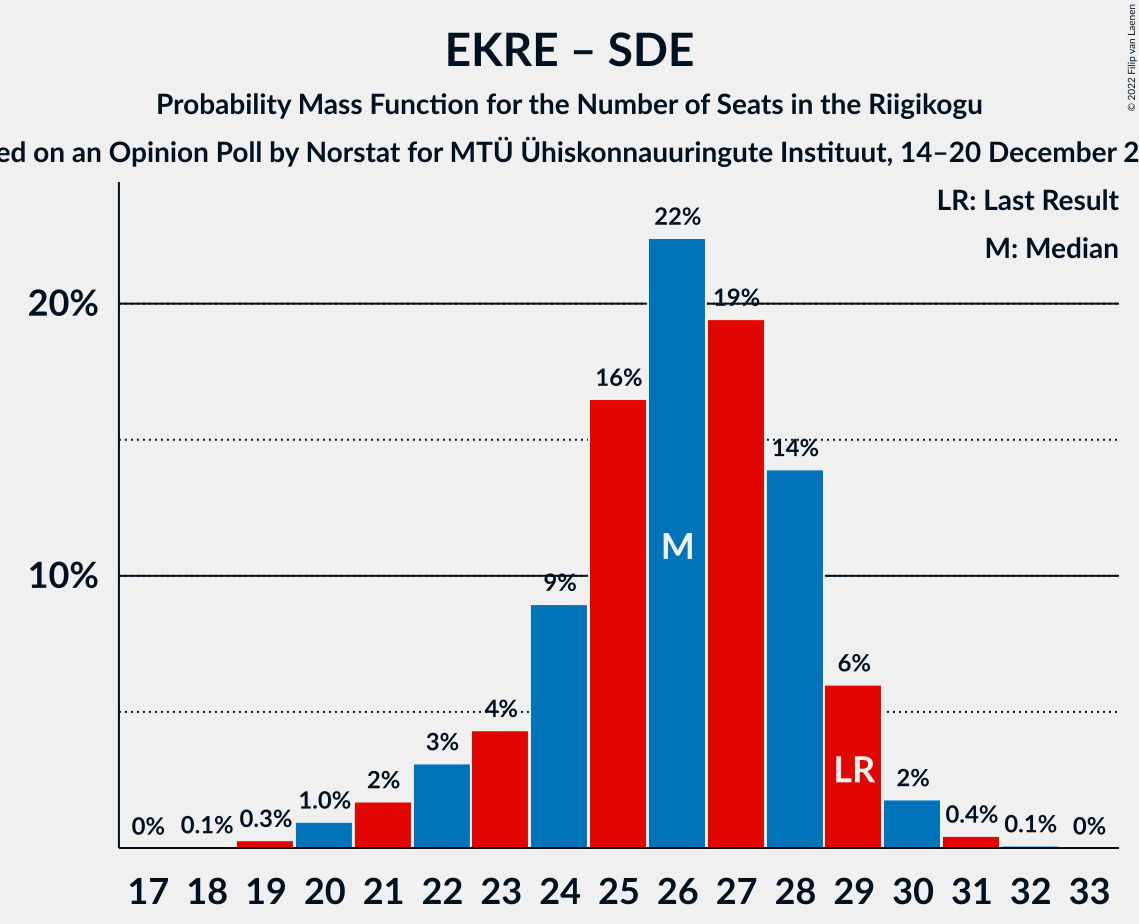 EKRE – SDE
Probability Mass Function for the Number of Seats in the Riigikogu
ed on an Opinion Poll by Norstat for MTÜ Ühiskonnauuringute Instituut, 14–20 December 2
© 2022 Filip van Laenen
LR: Last Result
M: Median
20%
10%
0% 0.1% 0.3% 1.0% 2% 3% 4% 9% 16% 22% 19% 14% 6% 2% 0.4% 0.1% 0%
M
LR
17 18 19 20 21 22 23 24 25 26 27 28 29 30 31 32 33